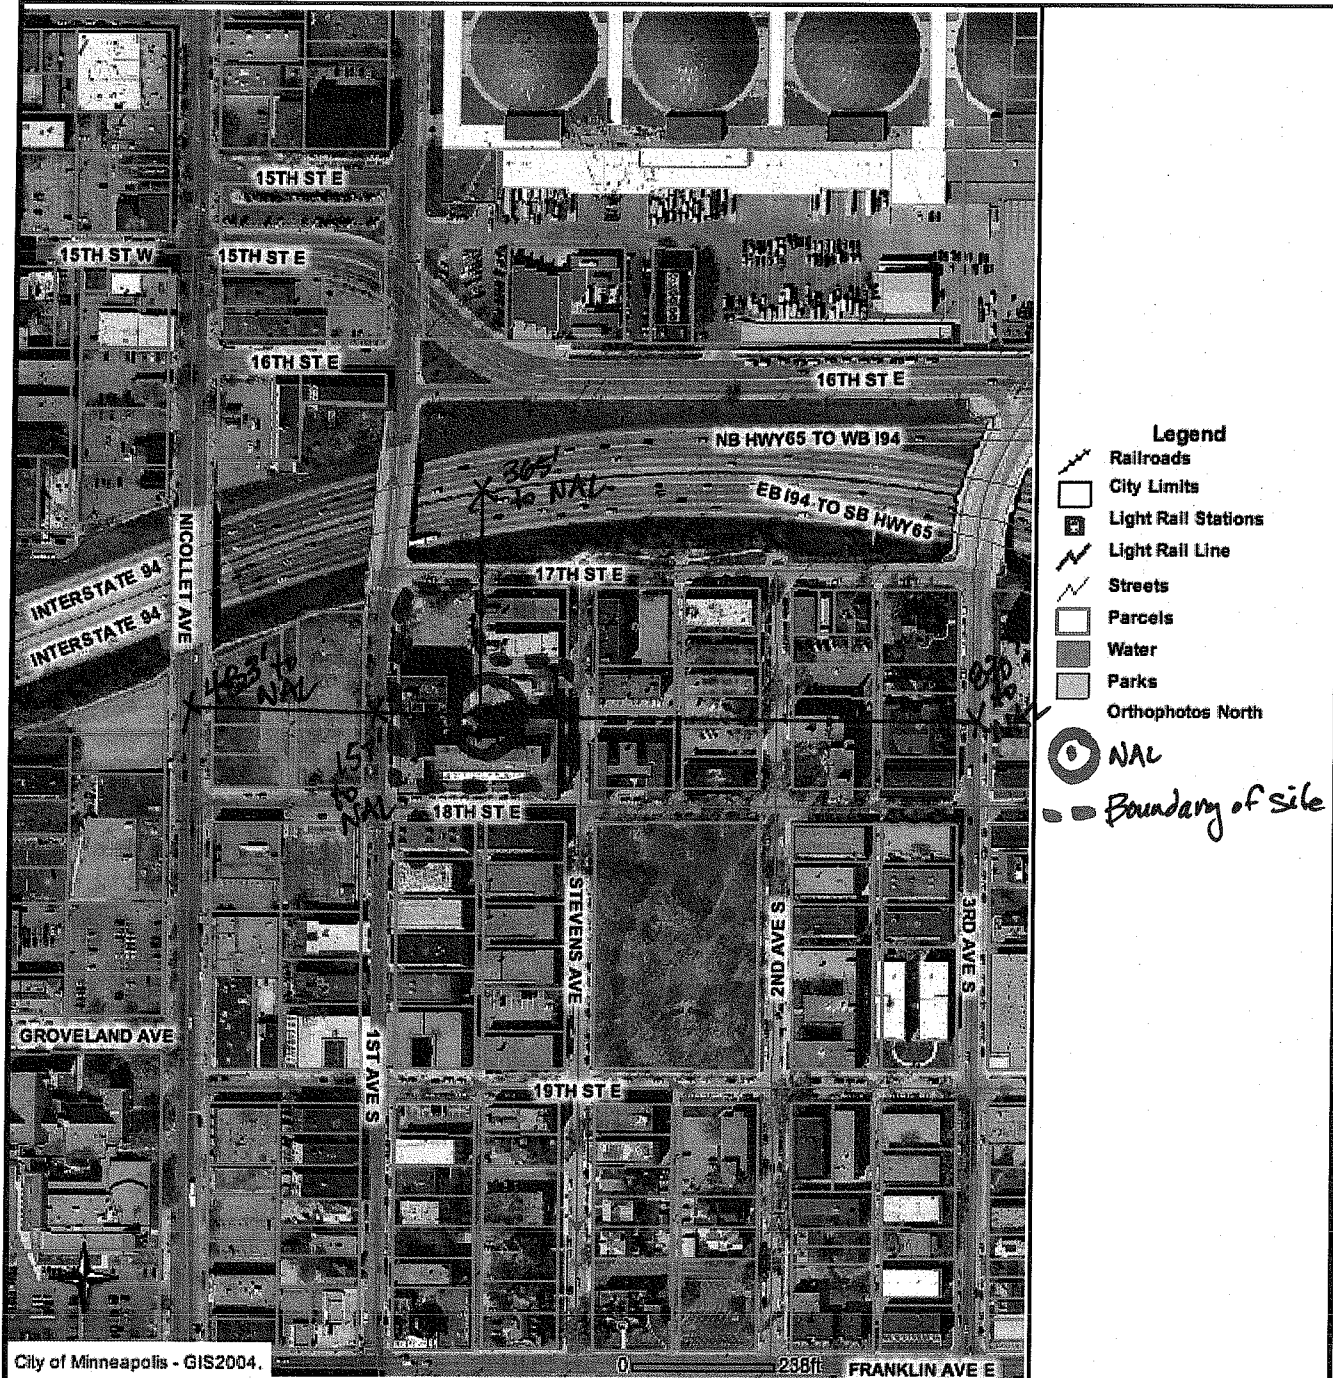 15TH ST E
15TH ST W
15TH ST E
16TH ST E
16TH ST E
NB HWY65 TO WB I94
365'
to NAL
EB I94 TO SB HWY65
NICOLLET AVE
INTERSTATE 94
INTERSTATE 94
17TH ST E
483' to
NAL
to
NAL
870'
to
18TH ST E
STEVENS AVE
2ND AVE S
3RD AVE S
GROVELAND AVE
1ST AVE S
19TH ST E
City of Minneapolis - GIS2004.
0 238ft
FRANKLIN AVE E
Legend
Railroads
City Limits
Light Rail Stations
Light Rail Line
Streets
Parcels
Water
Parks
Orthophotos North
NAL
Boundary of site